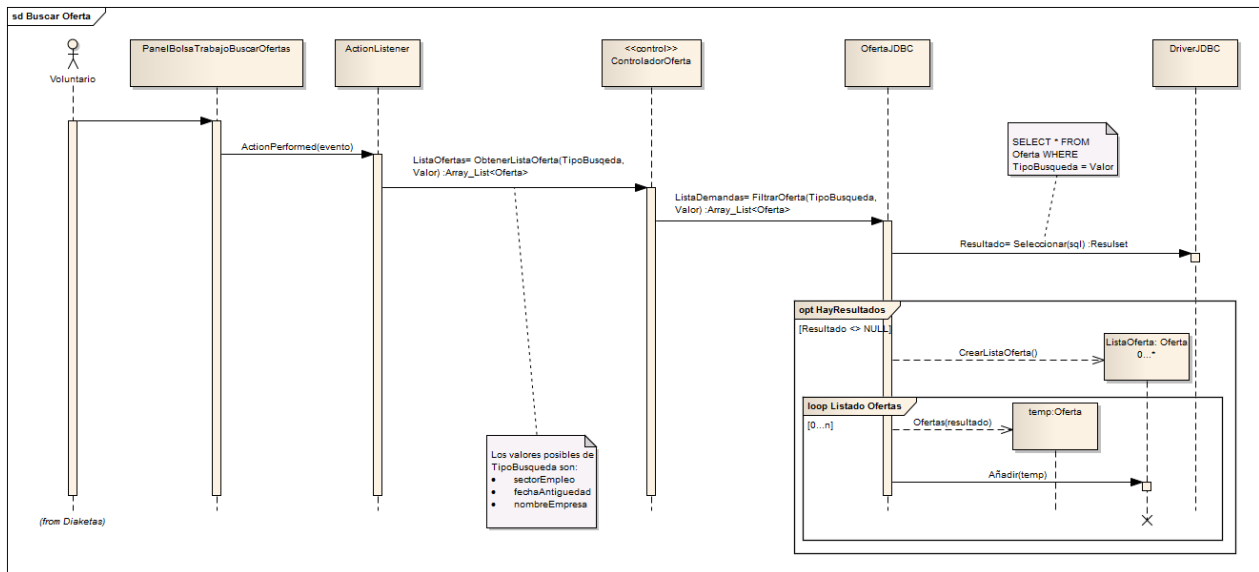 sd Buscar Oferta
Voluntario
PanelBolsaTrabajoBuscarOfertas
ActionListener
<<control>>
ControladorOferta
OfertaJDBC
DriverJDBC
ActionPerformed(evento)
ListaOfertas= ObtenerListaOferta(TipoBusqeda,
Valor) :Array_List<Oferta>
ListaDemandas= FiltrarOferta(TipoBusqueda,
Valor) :Array_List<Oferta>
SELECT * FROM
Oferta WHERE
TipoBusqueda = Valor
Resultado= Seleccionar(sql) :Resulset
opt HayResultados
[Resultado <> NULL]
CrearListaOferta()
ListaOferta: Oferta
0...*
loop Listado Ofertas
[0...n]
Ofertas(resultado)
temp:Oferta
Añadir(temp)
Los valores posibles de
TipoBusqueda son:
• sectorEmpleo
• fechaAntiguedad
• nombreEmpresa
(from Diaketas)